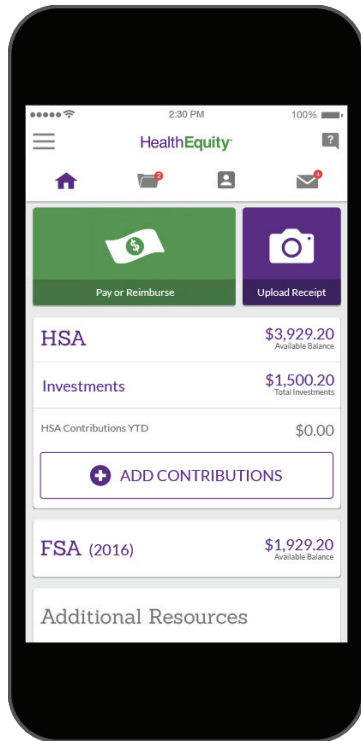 2:30 PM 100%
HealthEquity
?
2 4
$
Pay or Reimburse Upload Receipt
HSA $3,929.20
Available Balance
Investments $1,500.20
Total Investments
HSA Contributions YTD $0.00
+ ADD CONTRIBUTIONS
FSA (2016) $1,929.20
Available Balance
Additional Resources